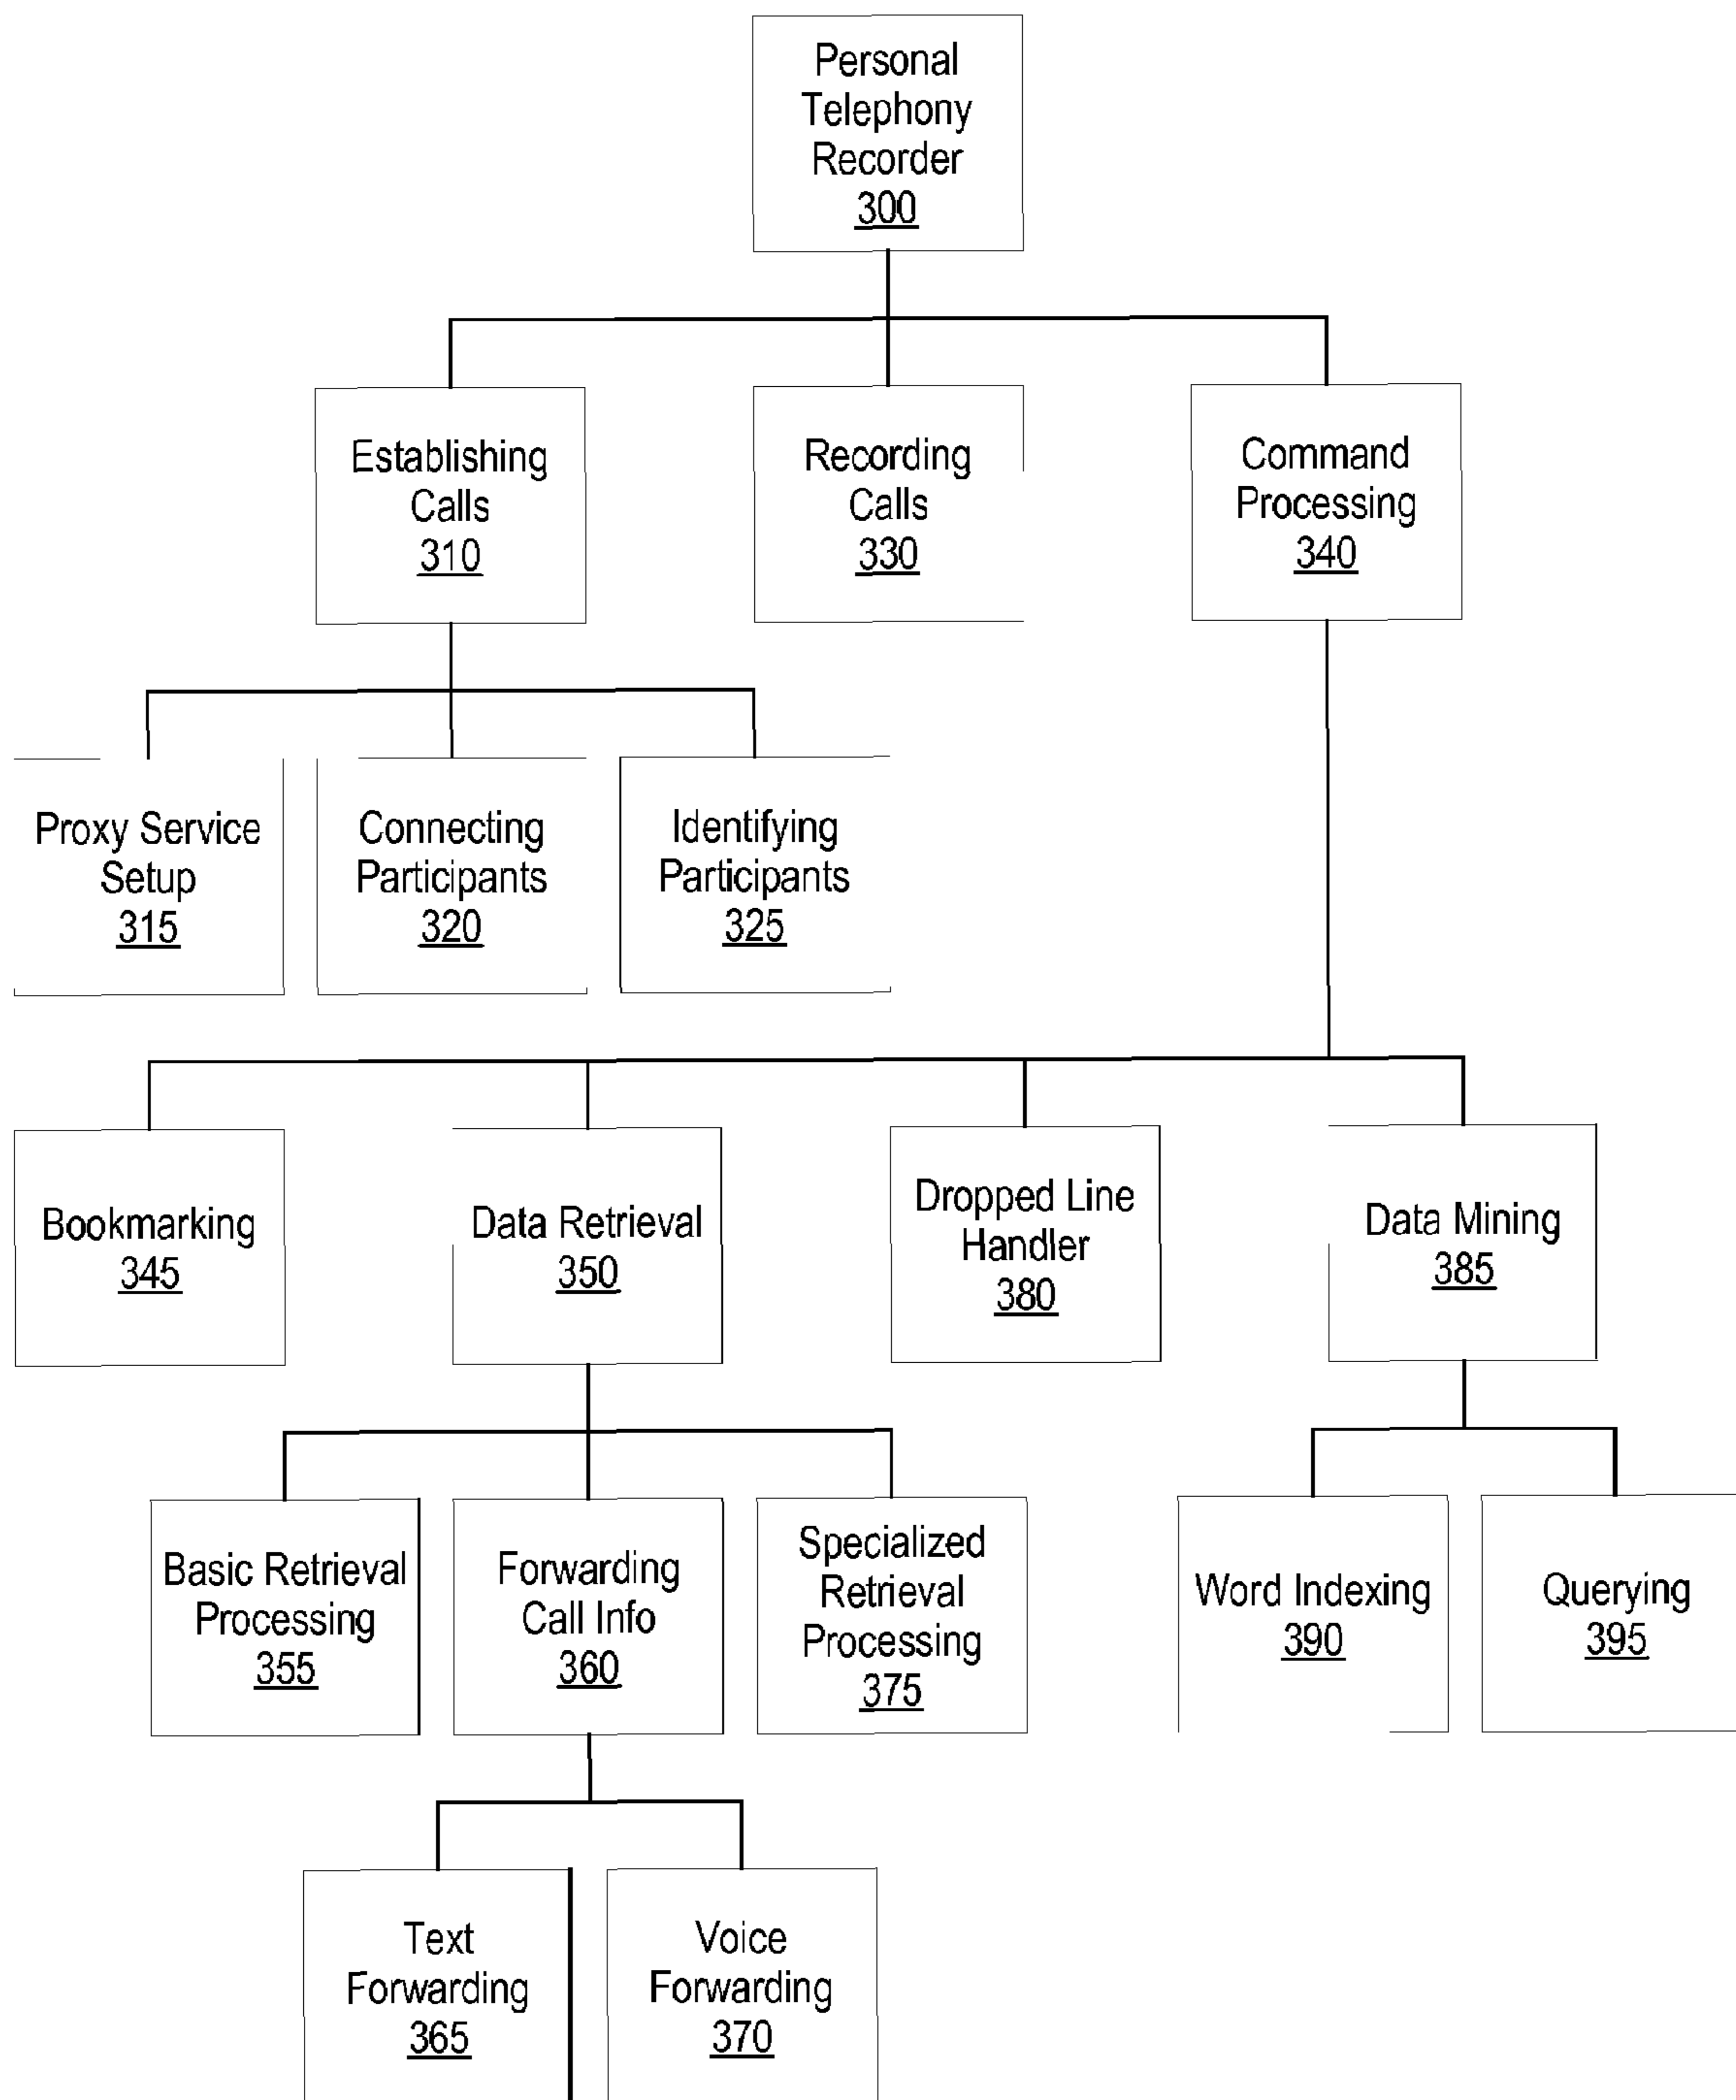 Personal
Telephony
Recorder
300
Establishing
Calls
310
Recording
Calls
330
Command
Processing
340
Proxy Service
Setup
315
Connecting
Participants
320
Identifying
Participants
325
Bookmarking
345
Data Retrieval
350
Dropped Line
Handler
380
Data Mining
385
Basic Retrieval
Processing
355
Forwarding
Call Info
360
Specialized
Retrieval
Processing
375
Word Indexing
390
Querying
395
Text
Forwarding
365
Voice
Forwarding
370